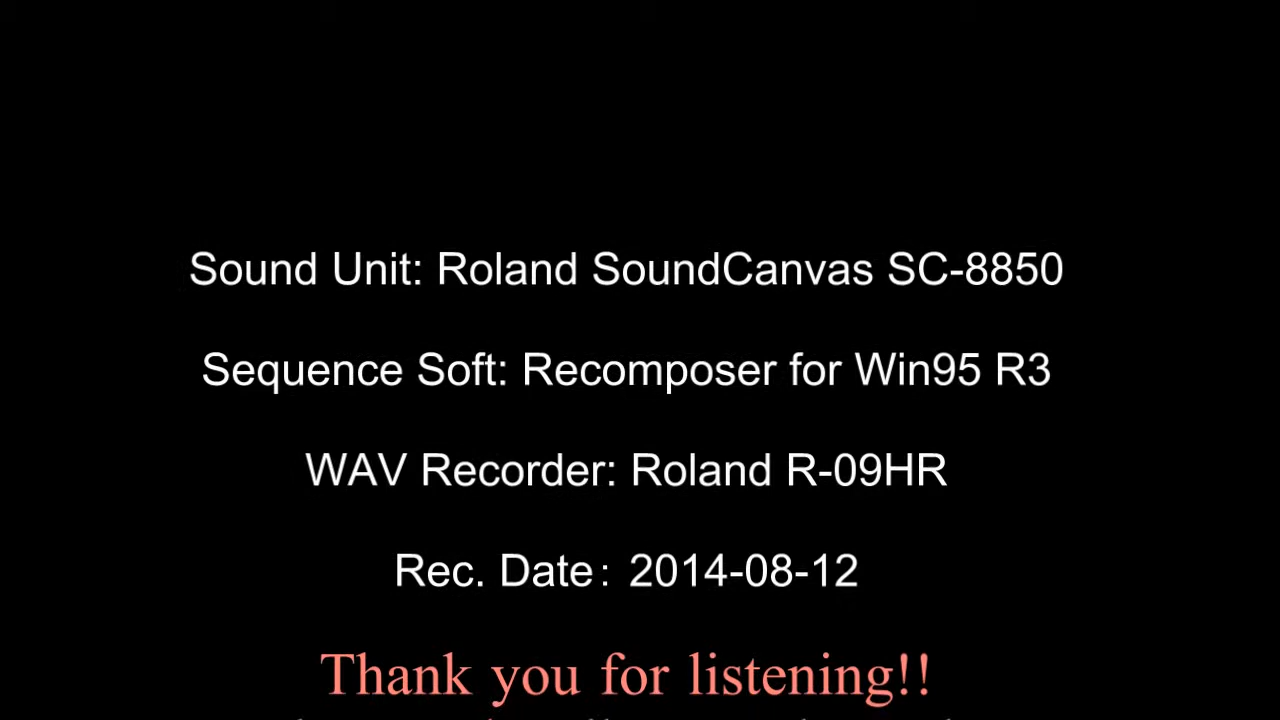 Sound Unit: Roland SoundCanvas SC-8850
Sequence Soft: Recomposer for Win95 R3
WAV Recorder: Roland R-09HR
Rec. Date： 2014-08-12
Thank you for listening!!